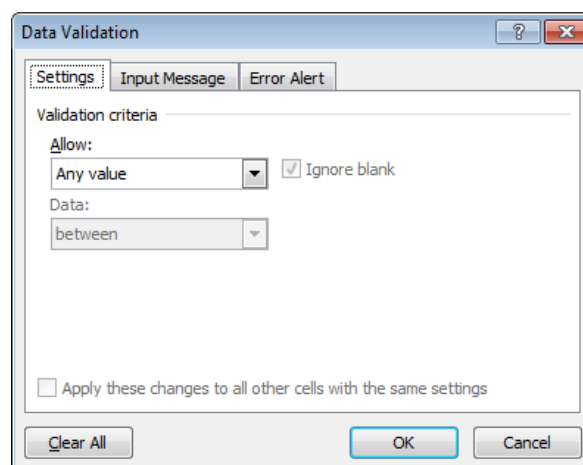 Data Validation
Settings Input Message Error Alert
Validation criteria
Allow:
Any value Ignore blank
Data:
between
Apply these changes to all other cells with the same settings
Clear All OK Cancel